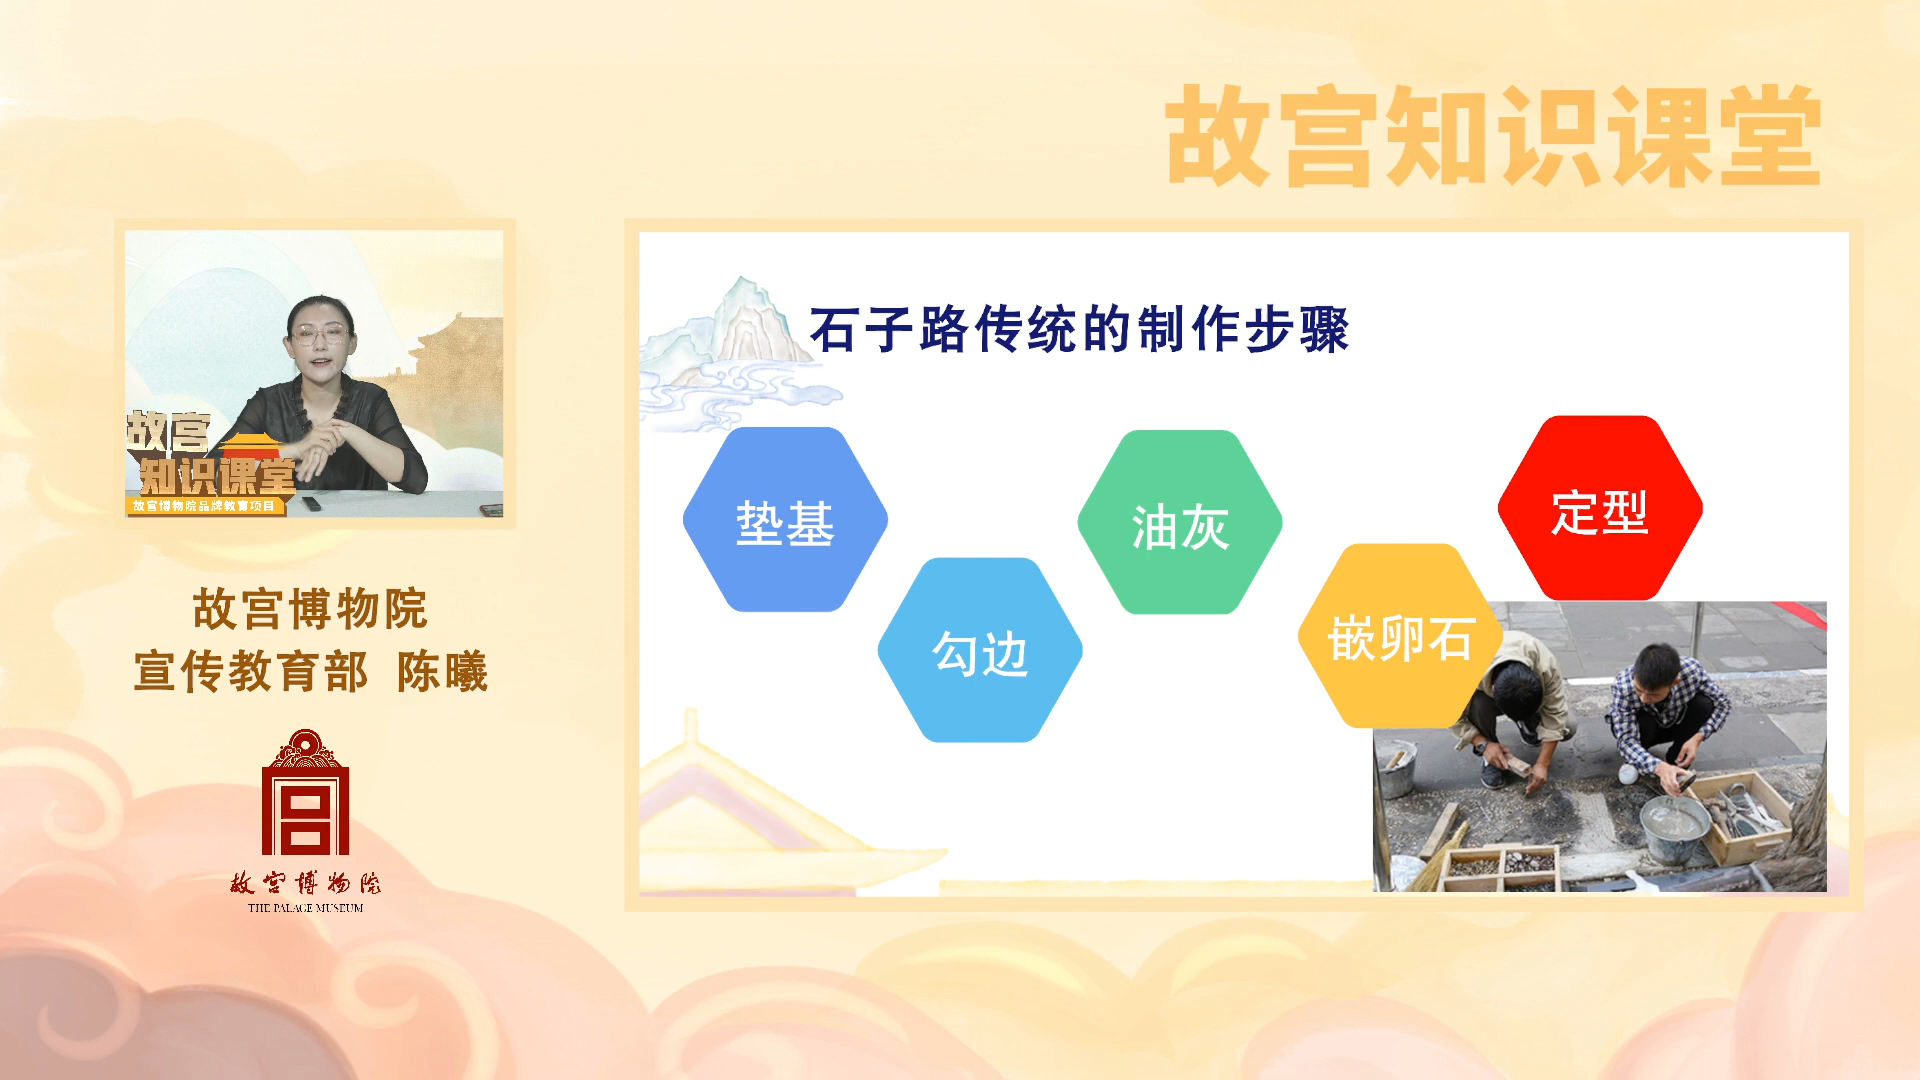 故宫知识课堂
故宫
知识课堂
故宫博物院品牌教育项目
故宫博物院
宣传教育部 陈曦
故宫博物院
THE PALACE MUSEUM
石子路传统的制作步骤
垫基
勾边
油灰
嵌卵石
定型